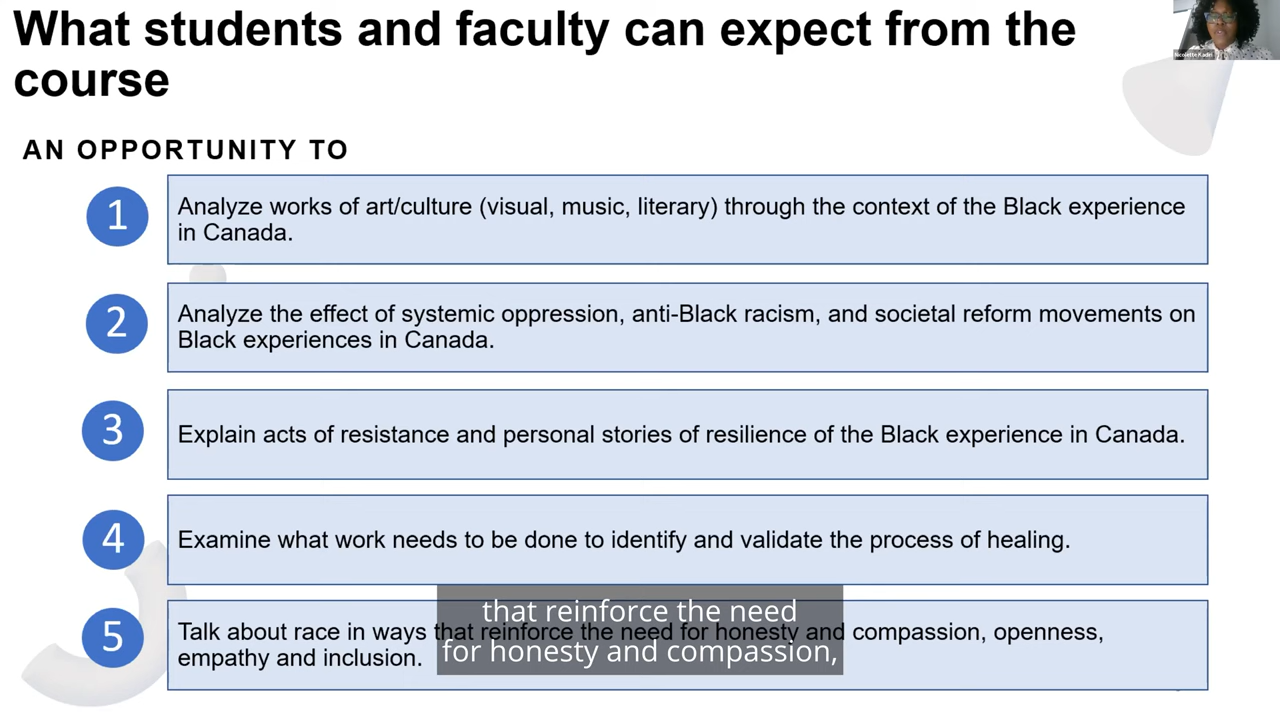 What students and faculty can expect from the
course
Nicolette Kadiri
AN OPPORTUNITY TO
1
Analyze works of art/culture (visual, music, literary) through the context of the Black experience
in Canada.
2
Analyze the effect of systemic oppression, anti-Black racism, and societal reform movements on
Black experiences in Canada.
3
Explain acts of resistance and personal stories of resilience of the Black experience in Canada.
4
Examine what work needs to be done to identify and validate the process of healing.
5
Talk about race in ways that reinforce the need for honesty and compassion, openness,
empathy and inclusion.
that reinforce the need
for honesty and compassion,